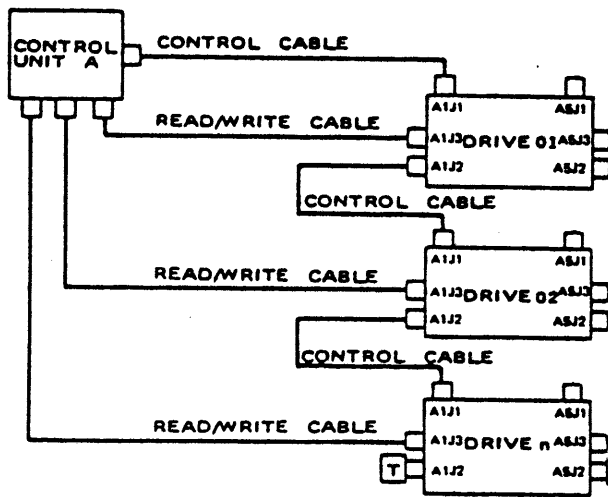 CONTROL CABLE
CONTROL
UNIT A
A1J1 A5J1
READ/WRITE CABLE
A1J3 DRIVE 01 A5J3
A1J2 A5J2
CONTROL CABLE
A1J1 A5J1
READ/WRITE CABLE
A1J3 DRIVE 02 A5J3
A1J2 A5J2
CONTROL CABLE
A1J1 A5J1
READ/WRITE CABLE
A1J3 DRIVE n A5J3
T A1J2 A5J2